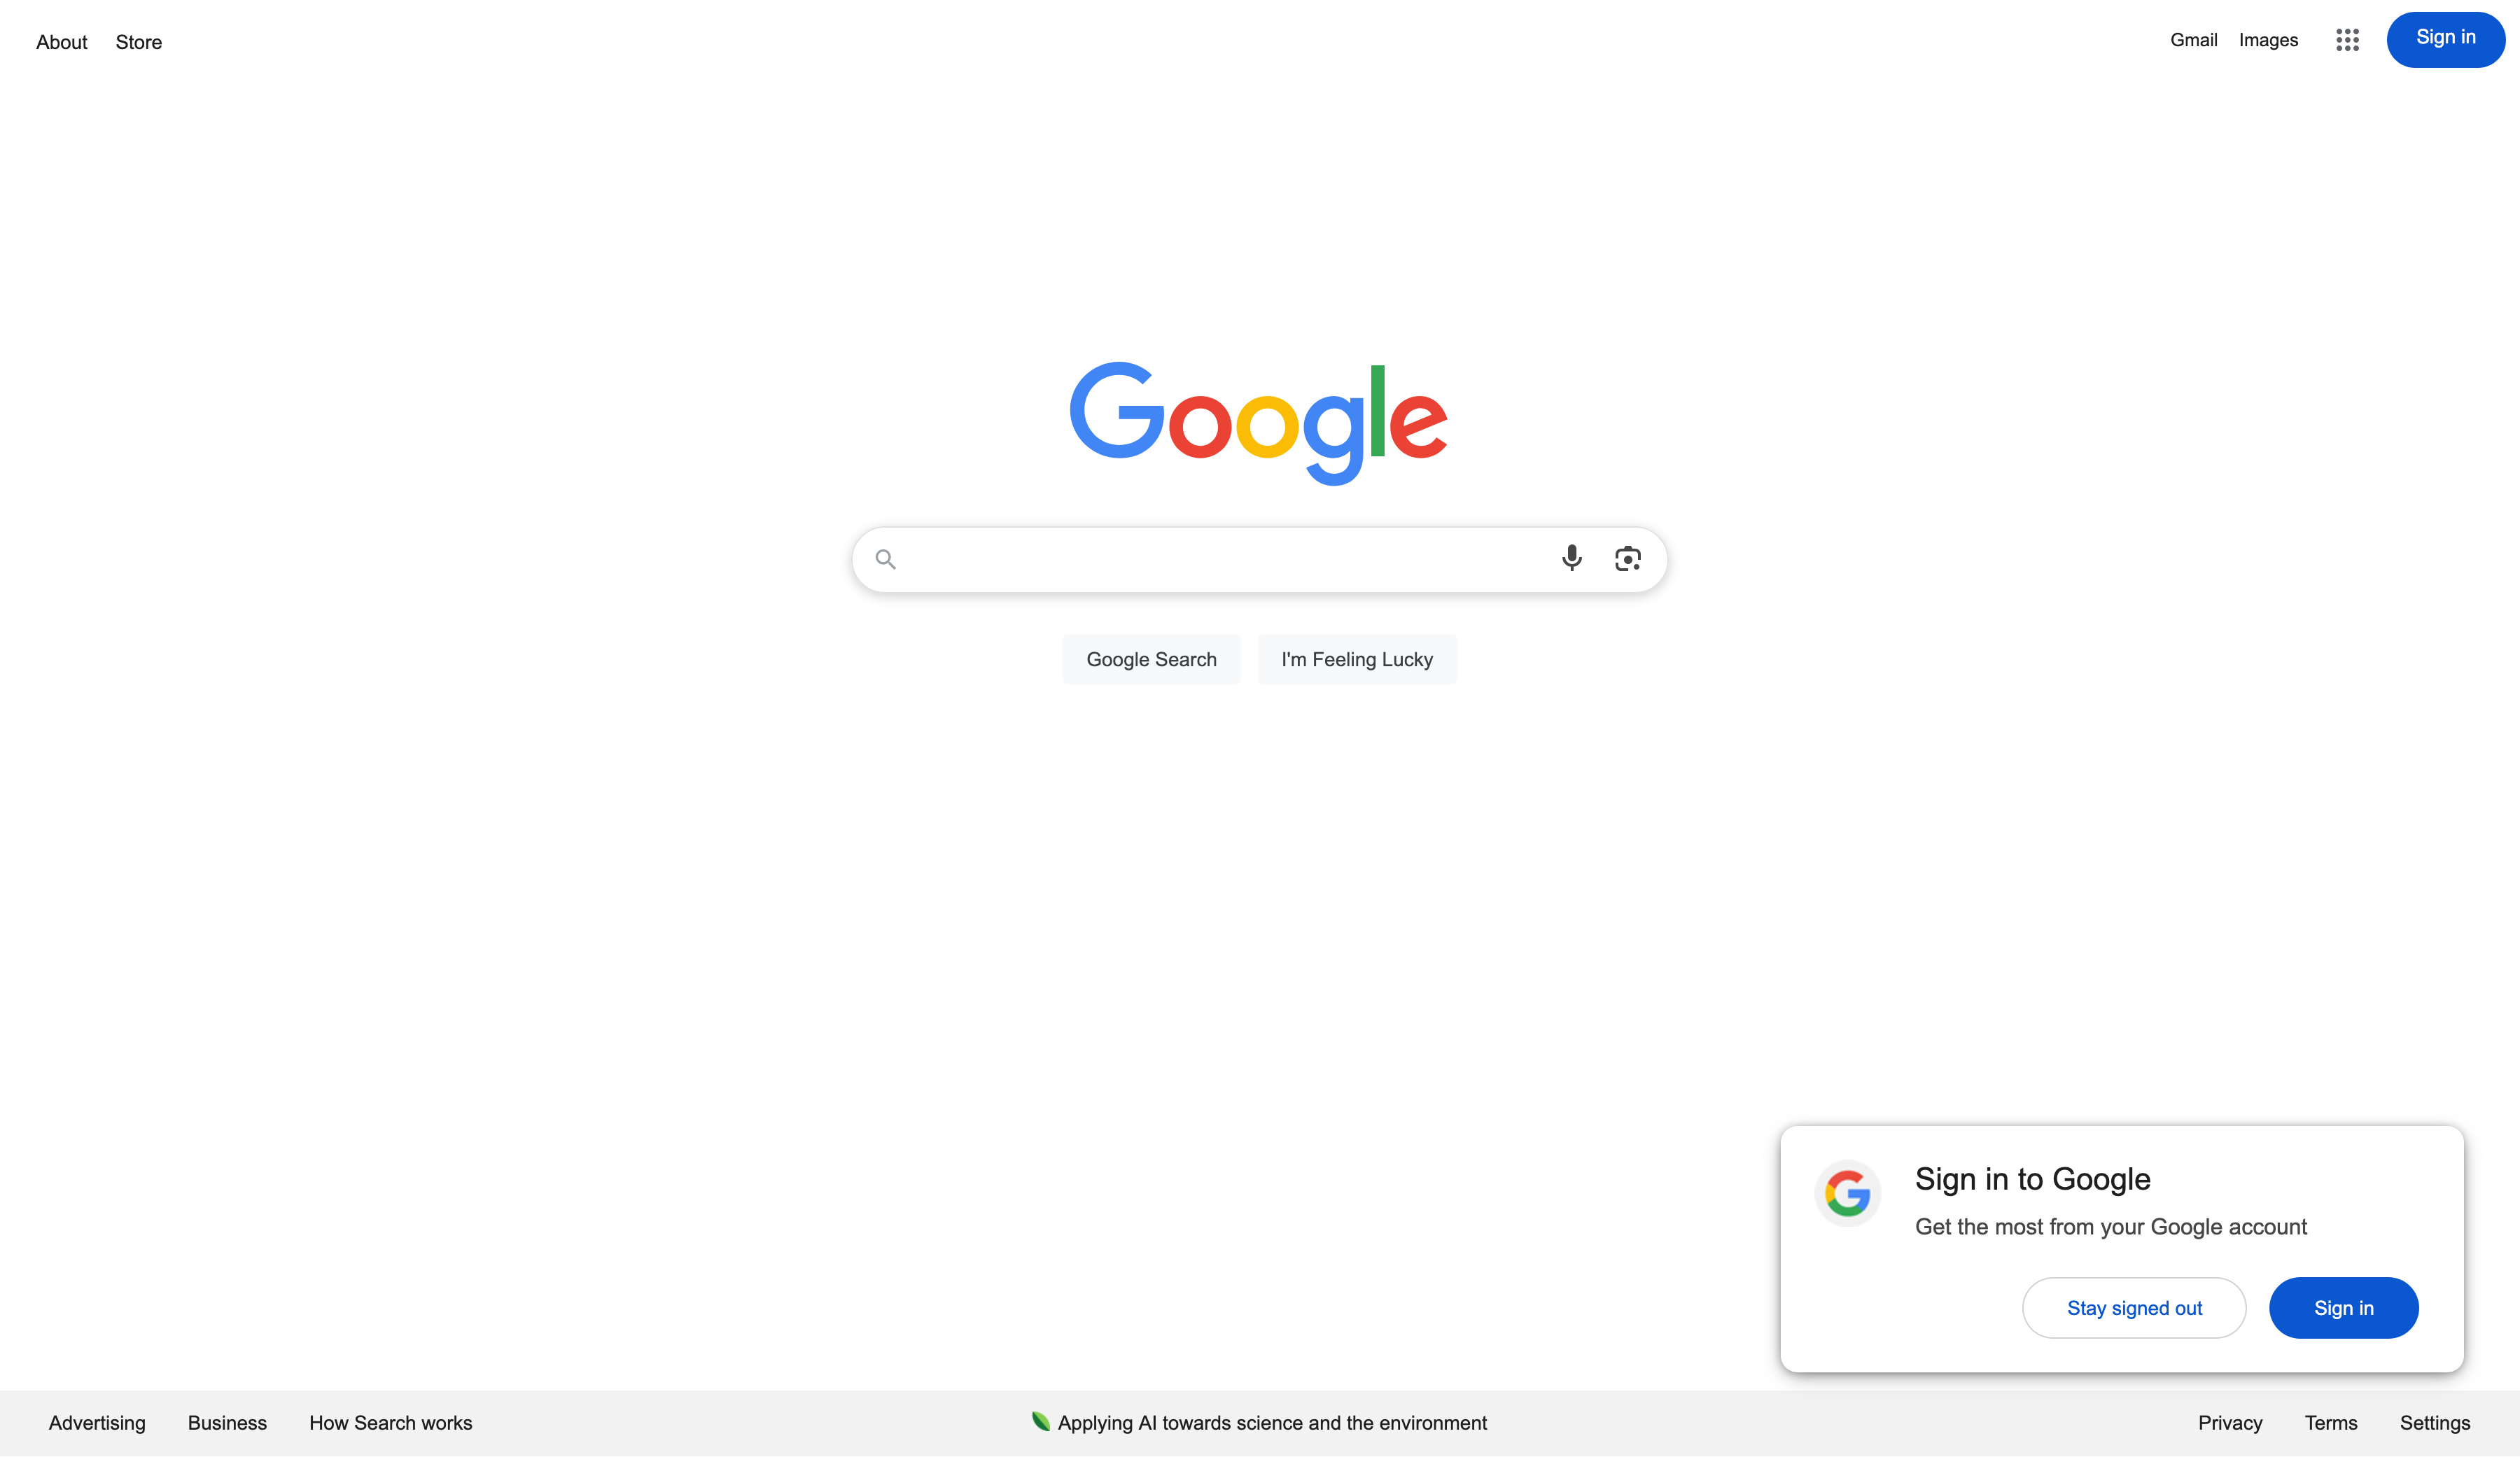 About Store
Gmail Images Sign in
Google
Google Search I'm Feeling Lucky
Sign in to Google
Get the most from your Google account
Stay signed out Sign in
Advertising Business How Search works
Applying AI towards science and the environment
Privacy Terms Settings